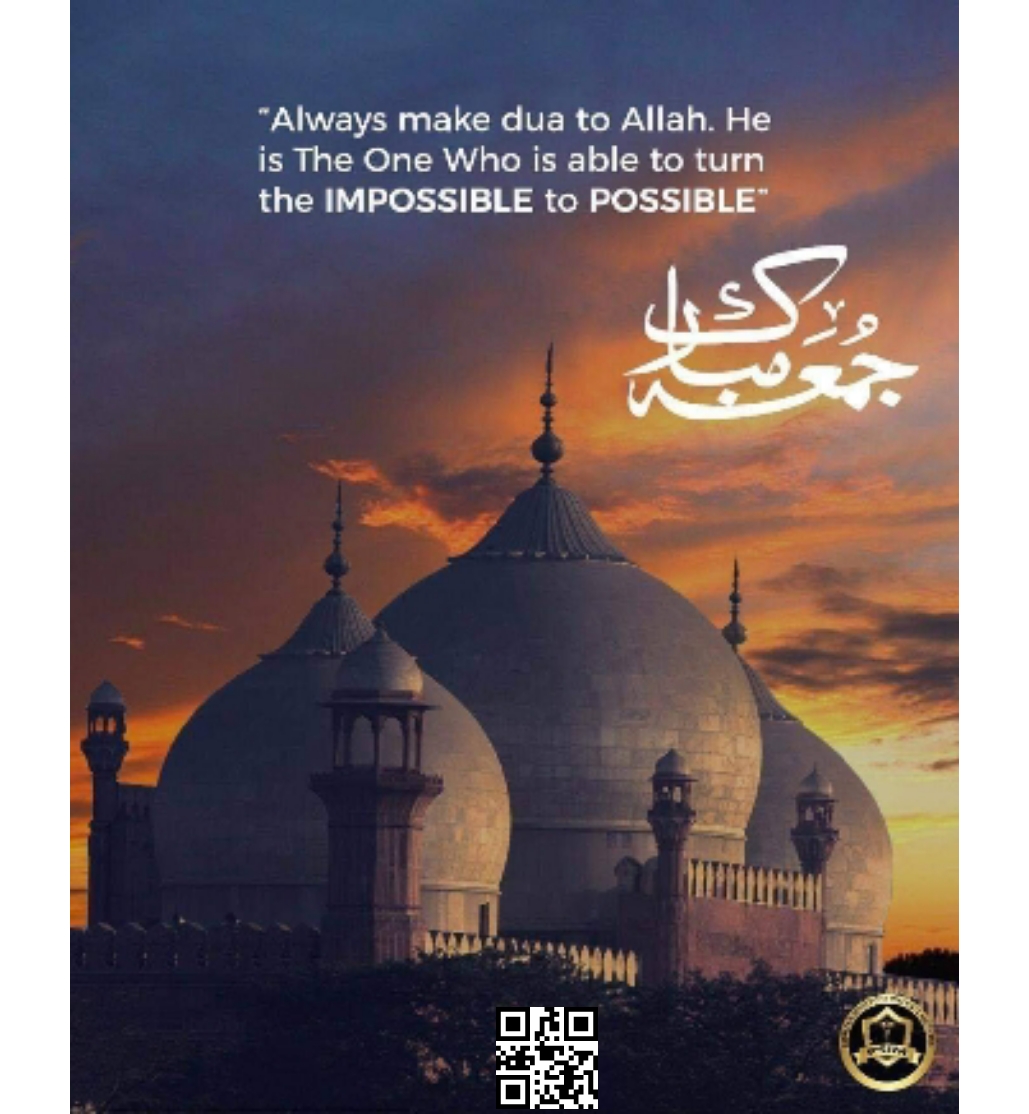 “Always make dua to Allah. He
is The One Who is able to turn
the IMPOSSIBLE to POSSIBLE”
جُمعَہ مبارک